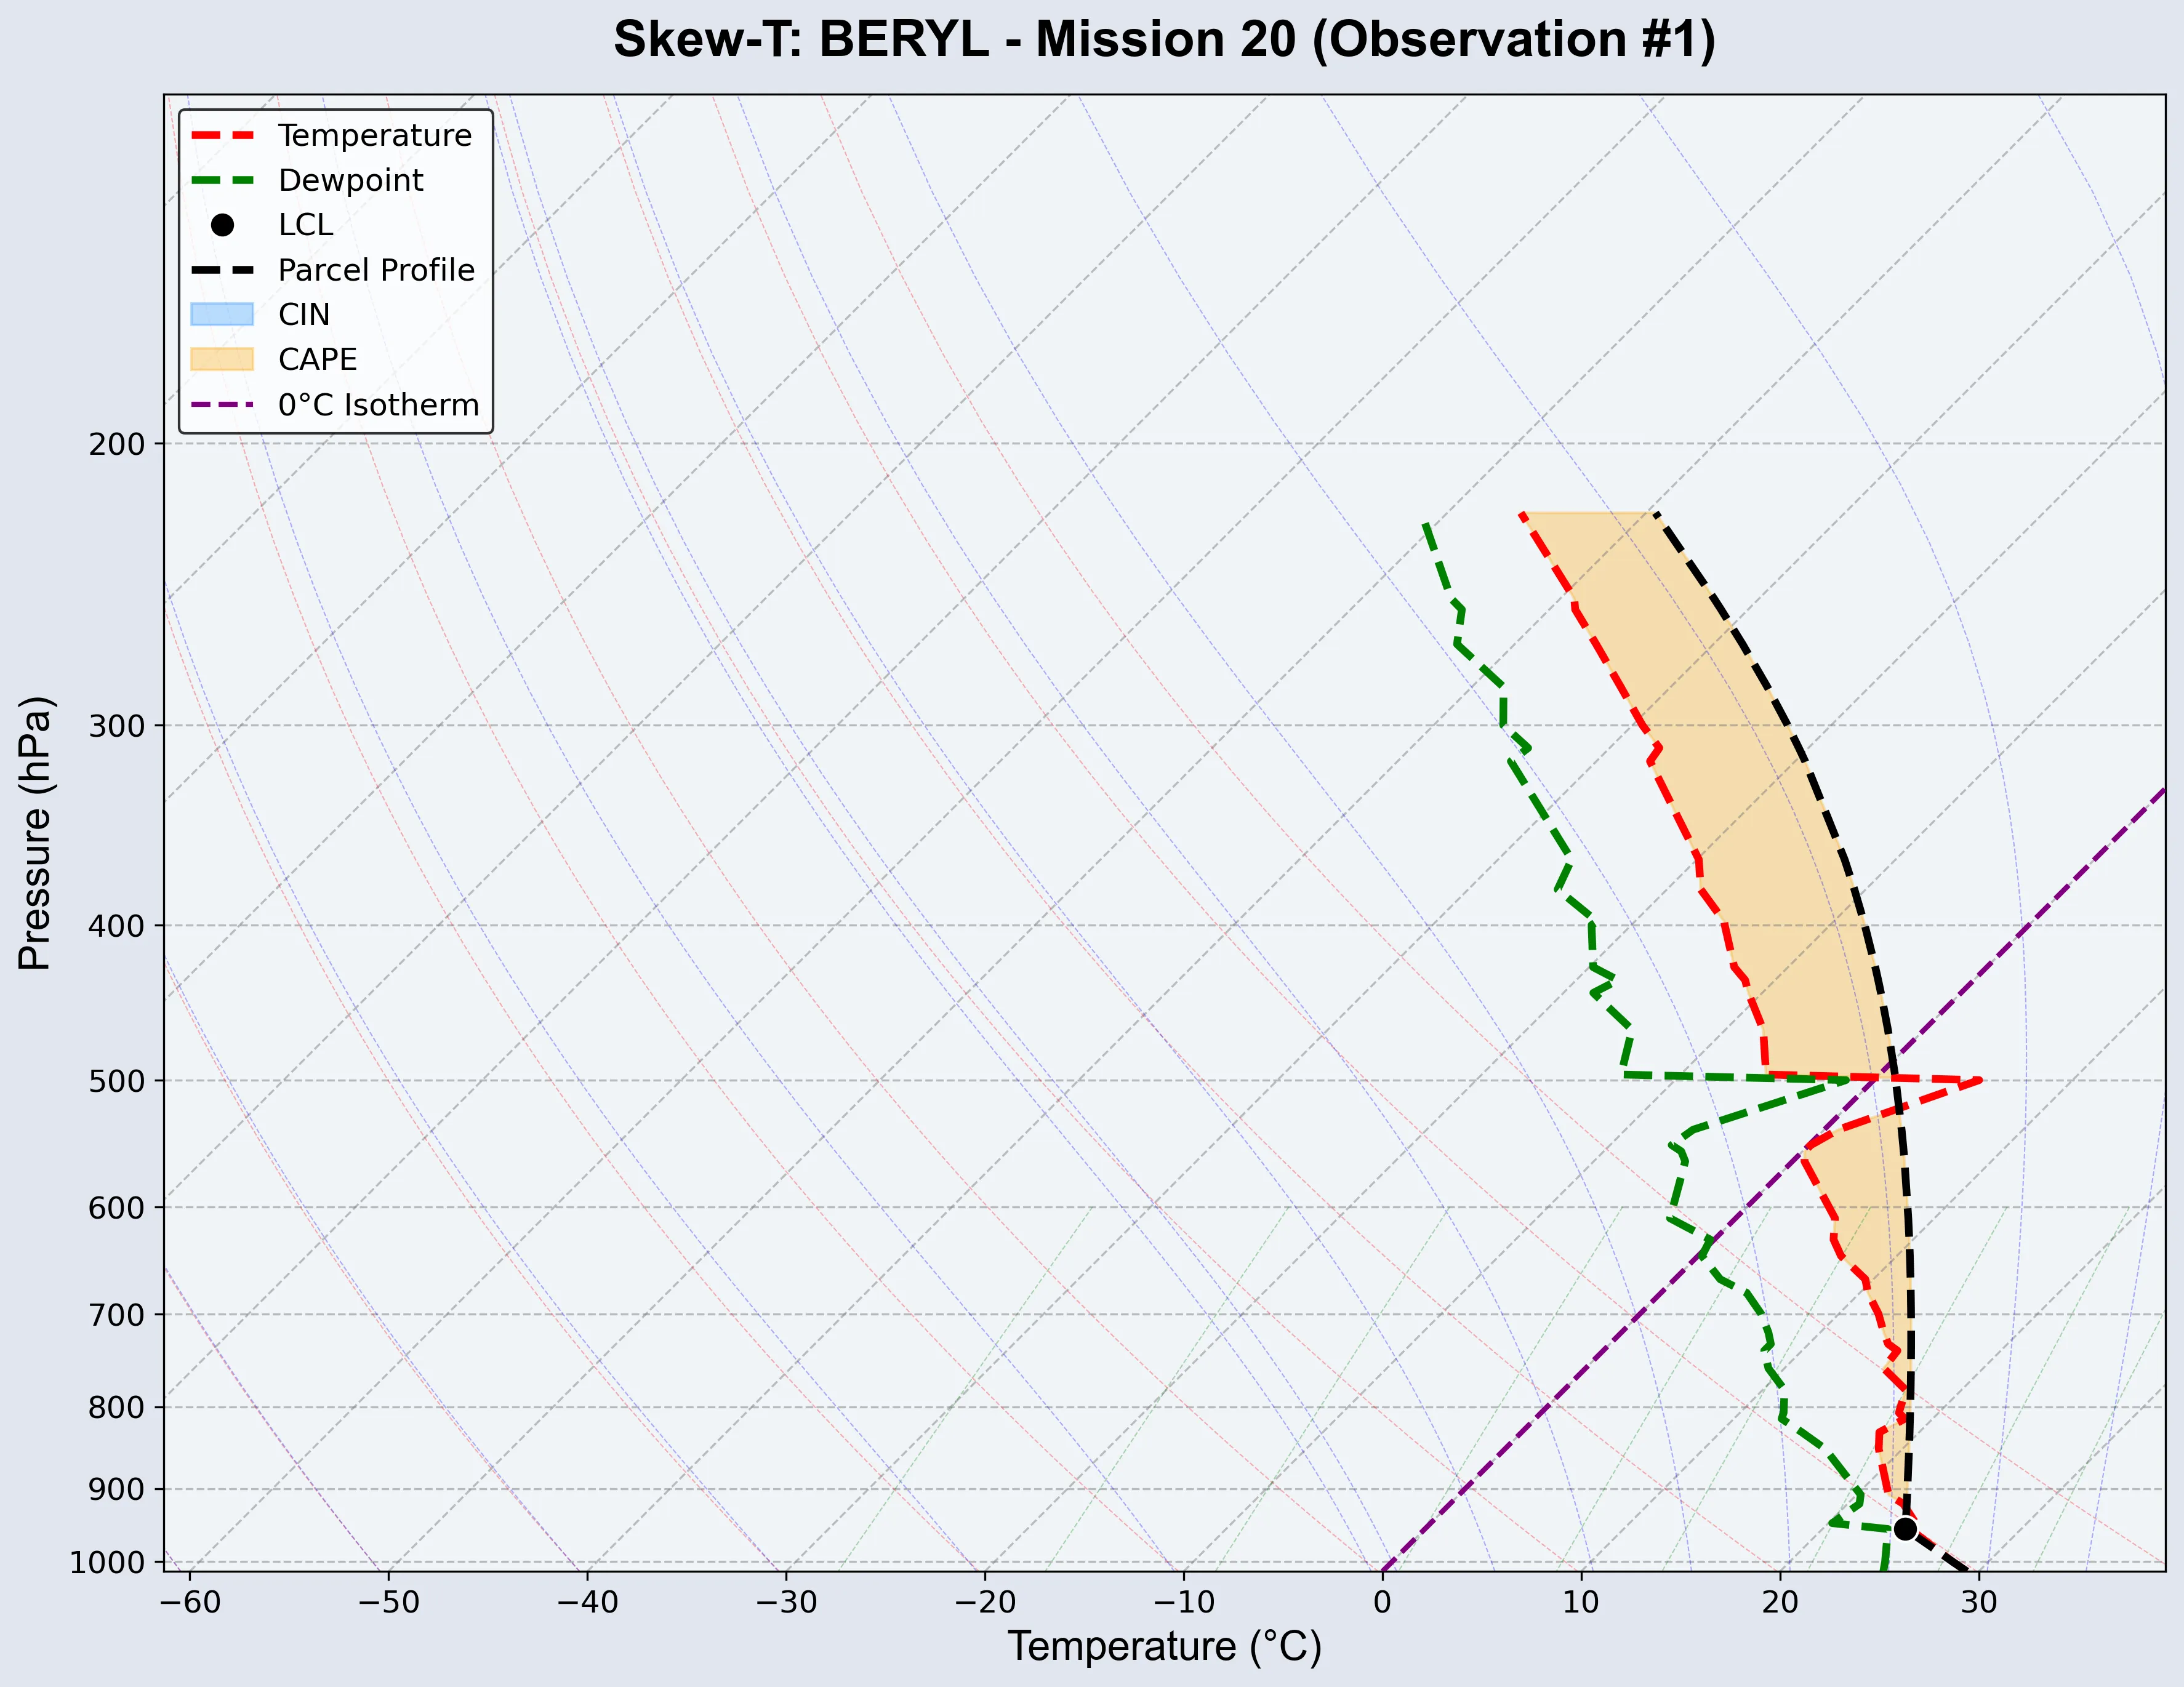 Skew-T: BERYL - Mission 20 (Observation #1)
Temperature
Dewpoint
LCL
Parcel Profile
CIN
CAPE
0°C Isotherm
Pressure (hPa)
200
300
400
500
600
700
800
900
1000
−60 −50 −40 −30 −20 −10 0 10 20 30
Temperature (°C)